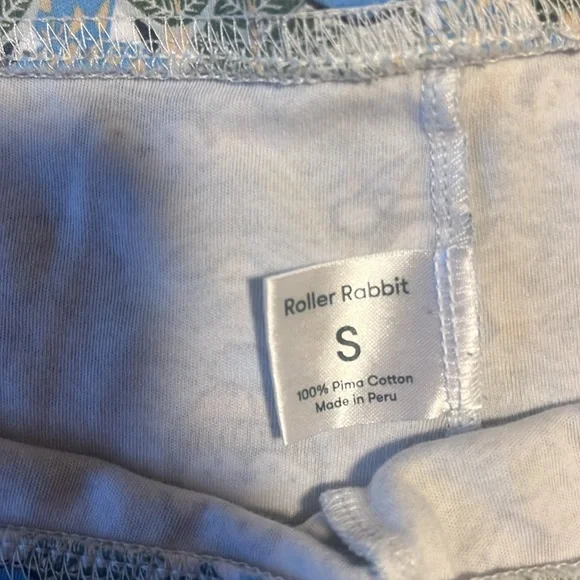 Roller Rabbit
S
100% Pima Cotton
Made in Peru